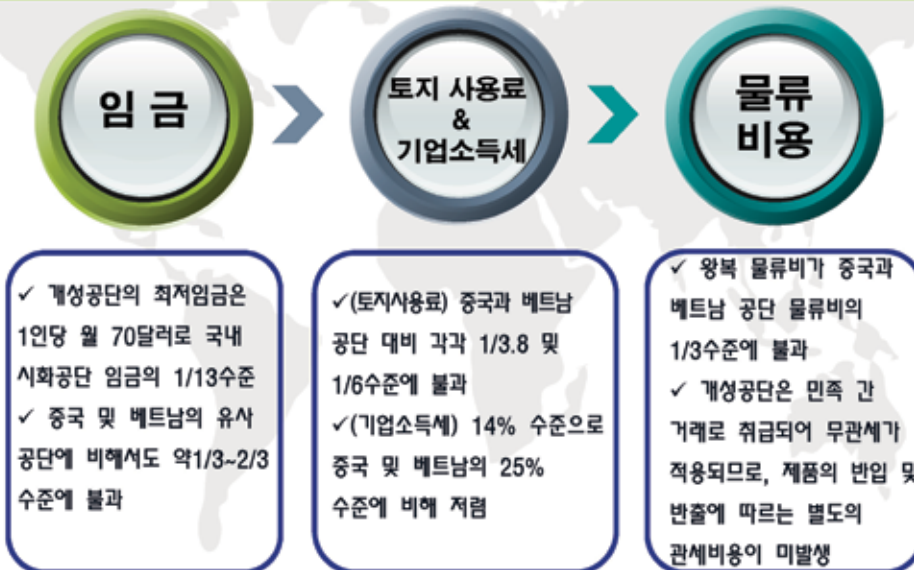 임 금
토지 사용료
&
기업소득세
물류
비용
✓ 개성공단의 최저임금은
1인당 월 70달러로 국내
시화공단 임금의 1/13수준
✓ 중국 및 베트남의 유사
공단에 비해서도 약1/3~2/3
수준에 불과
✓(토지사용료) 중국과 베트남
공단 대비 각각 1/3.8 및
1/6수준에 불과
✓(기업소득세) 14% 수준으로
중국 및 베트남의 25%
수준에 비해 저렴
✓ 왕복 물류비가 중국과
베트남 공단 물류비의
1/3수준에 불과
✓ 개성공단은 민족 간
거래로 취급되어 무관세가
적용되므로, 제품의 반입 및
반출에 따르는 별도의
관세비용이 미발생